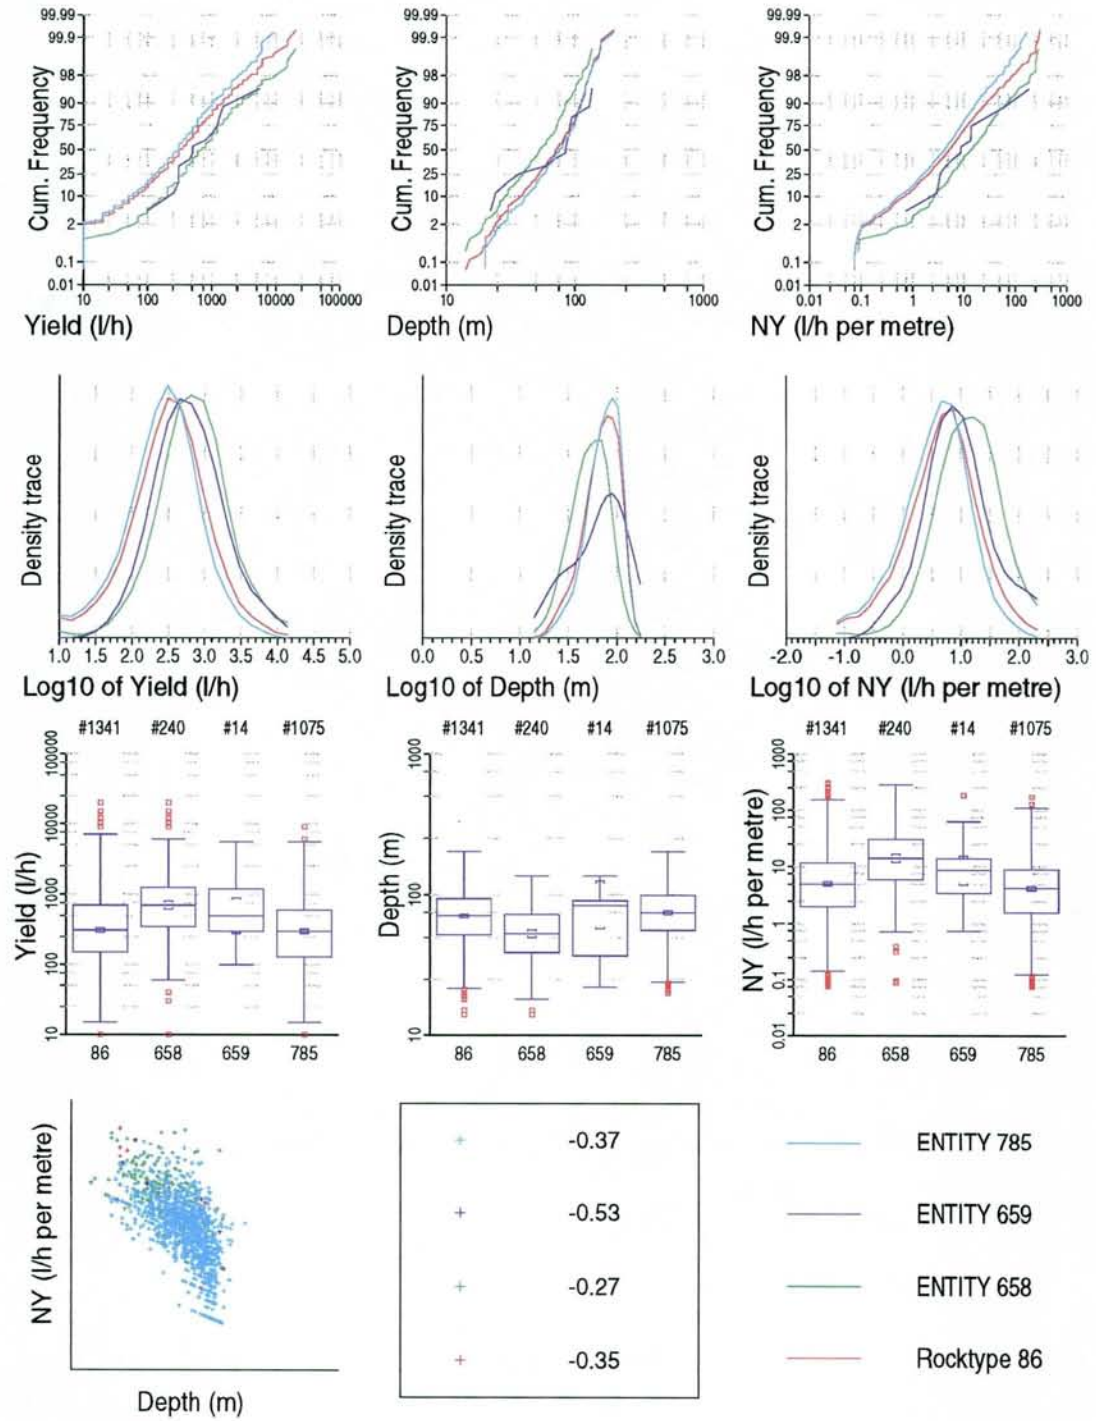 99.99 99.99 99.99
99.9 99.9 99.9
98 98 98
90 90 90
75 75 75
50 50 50
25 25 25
10 10 10
2 2 2
0.1 0.1 0.1
0.01 0.01 0.01
Cum. Frequency Cum. Frequency Cum. Frequency
10 100 1000 10000 100000 10 100 1000 0.01 0.1 1 10 100 1000
Yield (l/h) Depth (m) NY (l/h per metre)
Density trace Density trace Density trace
1.0 1.5 2.0 2.5 3.0 3.5 4.0 4.5 5.0 0.0 0.5 1.0 1.5 2.0 2.5 3.0 -2.0 -1.0 0.0 1.0 2.0 3.0
Log10 of Yield (l/h) Log10 of Depth (m) Log10 of NY (l/h per metre)
#1341 #240 #14 #1075 #1341 #240 #14 #1075 #1341 #240 #14 #1075
Yield (l/h)
100000
10000
1000
100
10
Depth (m)
1000
100
10
NY (l/h per metre)
1000
100
10
1
0.1
0.01
86 658 659 785 86 658 659 785 86 658 659 785
NY (l/h per metre)
Depth (m)
-0.37 ENTITY 785
-0.53 ENTITY 659
-0.27 ENTITY 658
-0.35 Rocktype 86